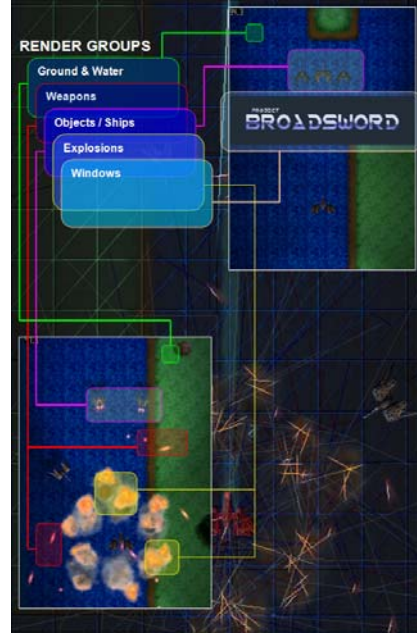 RENDER GROUPS
Ground & Water
Weapons
Objects / Ships
Explosions
Windows
PROJECT
BROADSWORD